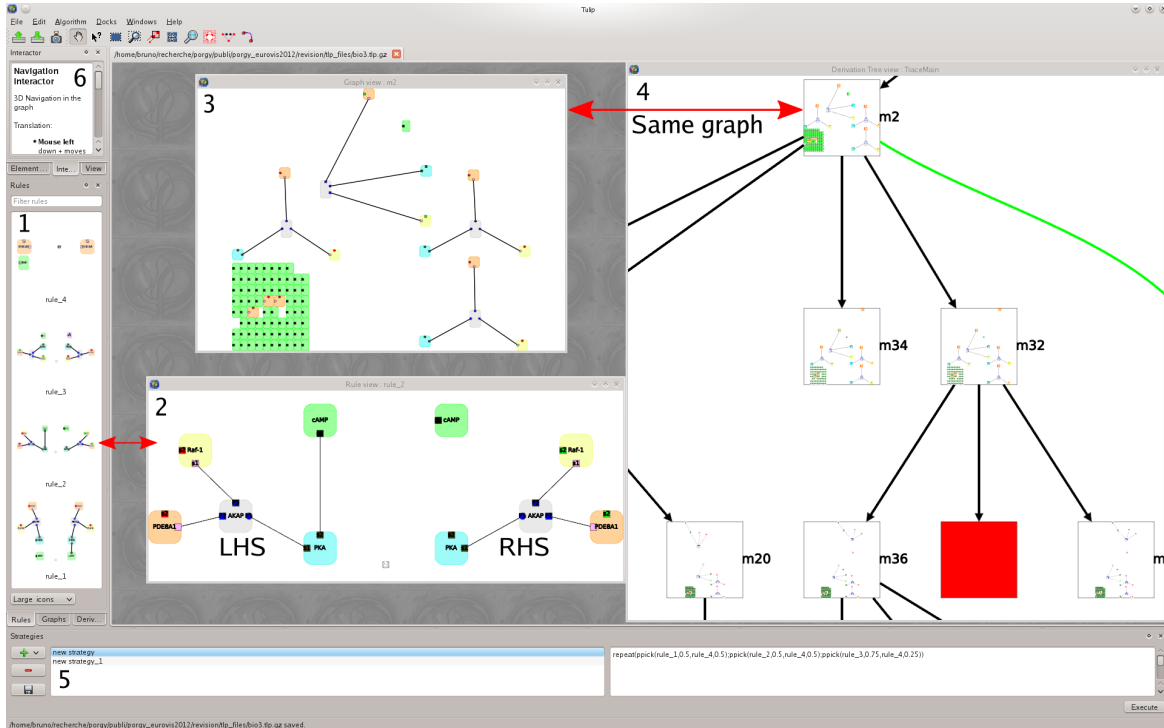 Tulip
File Edit Algorithm Docks Windows Help
/home/bruno/recherche/porgy/publi/porgy_eurovis2012/revision/tlp_files/bio3.tlp.gz
Interactor
Navigation
Interactor
6
3D Navigation in the
graph
Translation:
• Mouse left
down + moves
Element... Inte... View
Rules
Filter rules
1
rule_4
rule_3
rule_2
rule_1
Large icons
Rules Graphs Deriv...
Graph view : m2
3
Rule view : rule_2
2
cAMP
cAMP
Raf-1
Raf-1
AKAP
AKAP
PDEBA1
PDEBA1
PKA
PKA
LHS
RHS
Derivation Tree view : TraceMain
4
Same graph
m2
m34
m32
m20
m36
m
Strategies
new strategy
new strategy_1
5
repeat(ppick(rule_1,0.5,rule_4,0.5);ppick(rule_2,0.5,rule_4,0.5);ppick(rule_3,0.75,rule_4,0.25))
Execute
/home/bruno/recherche/porgy/publi/porgy_eurovis2012/revision/tlp_files/bio3.tlp.gz saved.